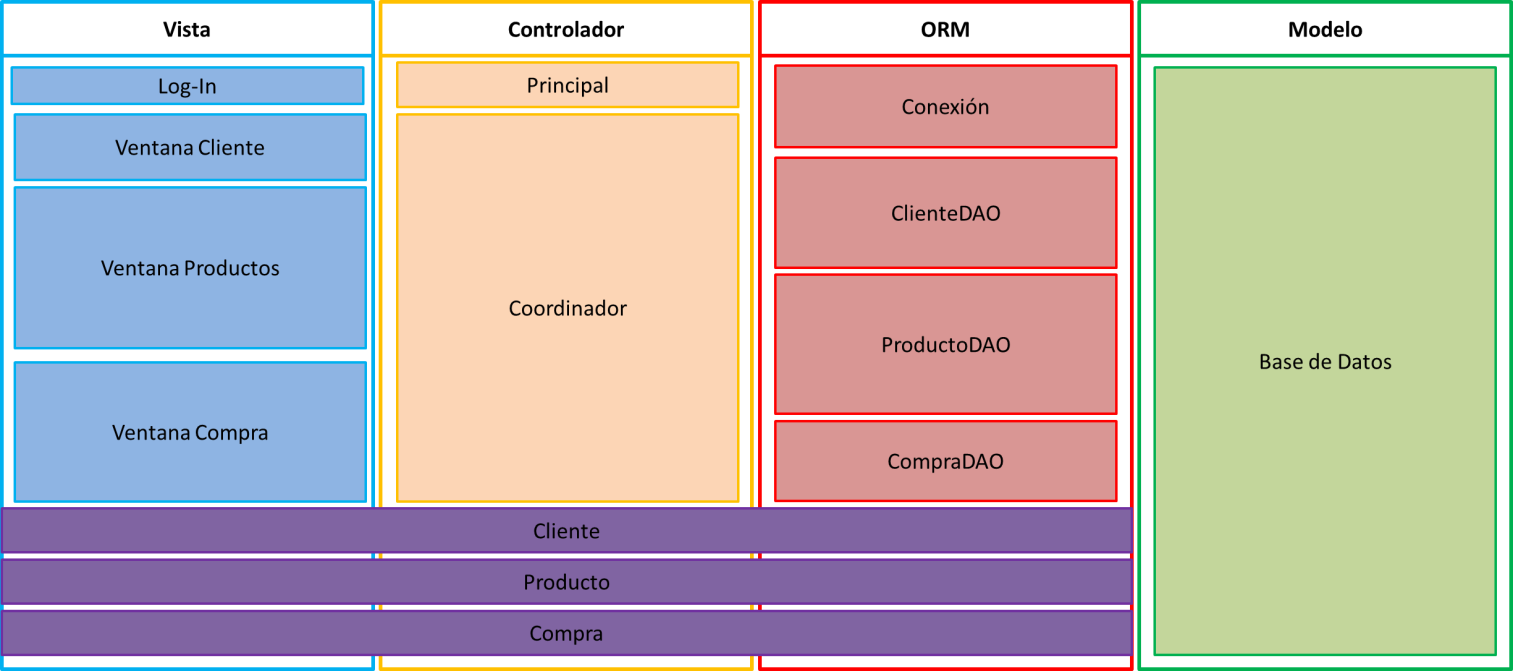 Vista
Controlador
ORM
Modelo
Log-In
Ventana Cliente
Ventana Productos
Ventana Compra
Principal
Coordinador
Conexión
ClienteDAO
ProductoDAO
CompraDAO
Base de Datos
Cliente
Producto
Compra